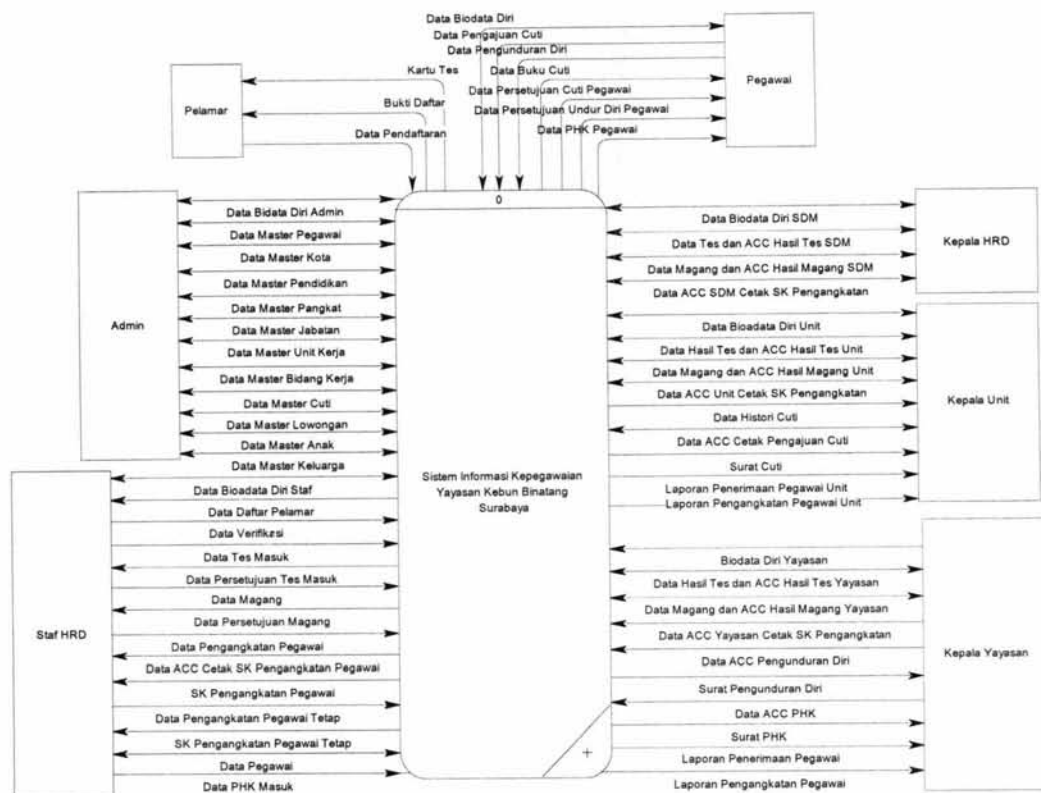 Data Biodata Diri
Data Pengajuan Cuti
Data Pengunduran Diri
Data Buku Cuti
Data Persetujuan Cuti Pegawai
Data Persetujuan Undur Diri Pegawai
Data PHK Pegawai
Pegawai
Kartu Tes
Bukti Daftar
Data Pendaftaran
Pelamar
0
Admin
Data Bidata Diri Admin
Data Master Pegawai
Data Master Kota
Data Master Pendidikan
Data Master Pangkat
Data Master Jabatan
Data Master Unit Kerja
Data Master Bidang Kerja
Data Master Cuti
Data Master Lowongan
Data Master Anak
Data Master Keluarga
Staf HRD
Data Bioadata Diri Staf
Data Daftar Pelamar
Data Verifikasi
Data Tes Masuk
Data Persetujuan Tes Masuk
Data Magang
Data Persetujuan Magang
Data Pengangkatan Pegawai
Data ACC Cetak SK Pengangkatan Pegawai
SK Pengangkatan Pegawai
Data Pengangkatan Pegawai Tetap
SK Pengangkatan Pegawai Tetap
Data Pegawai
Data PHK Masuk
Sistem Informasi Kepegawaian
Yayasan Kebun Binatang
Surabaya
+
Data Biodata Diri SDM
Data Tes dan ACC Hasil Tes SDM
Data Magang dan ACC Hasil Magang SDM
Data ACC SDM Cetak SK Pengangkatan
Kepala HRD
Data Bioadata Diri Unit
Data Hasil Tes dan ACC Hasil Tes Unit
Data Magang dan ACC Hasil Magang Unit
Data ACC Unit Cetak SK Pengangkatan
Data Histori Cuti
Data ACC Cetak Pengajuan Cuti
Surat Cuti
Laporan Penerimaan Pegawai Unit
Laporan Pengangkatan Pegawai Unit
Kepala Unit
Biodata Diri Yayasan
Data Hasil Tes dan ACC Hasil Tes Yayasan
Data Magang dan ACC Hasil Magang Yayasan
Data ACC Yayasan Cetak SK Pengangkatan
Data ACC Pengunduran Diri
Surat Pengunduran Diri
Data ACC PHK
Surat PHK
Laporan Penerimaan Pegawai
Laporan Pengangkatan Pegawai
Kepala Yayasan